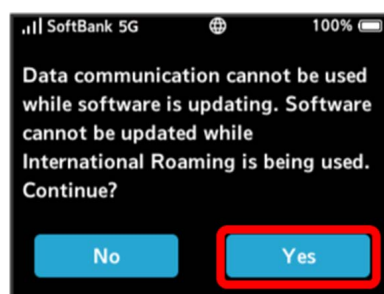 SoftBank 5G 100%
Data communication cannot be used
while software is updating. Software
cannot be updated while
International Roaming is being used.
Continue?
No Yes